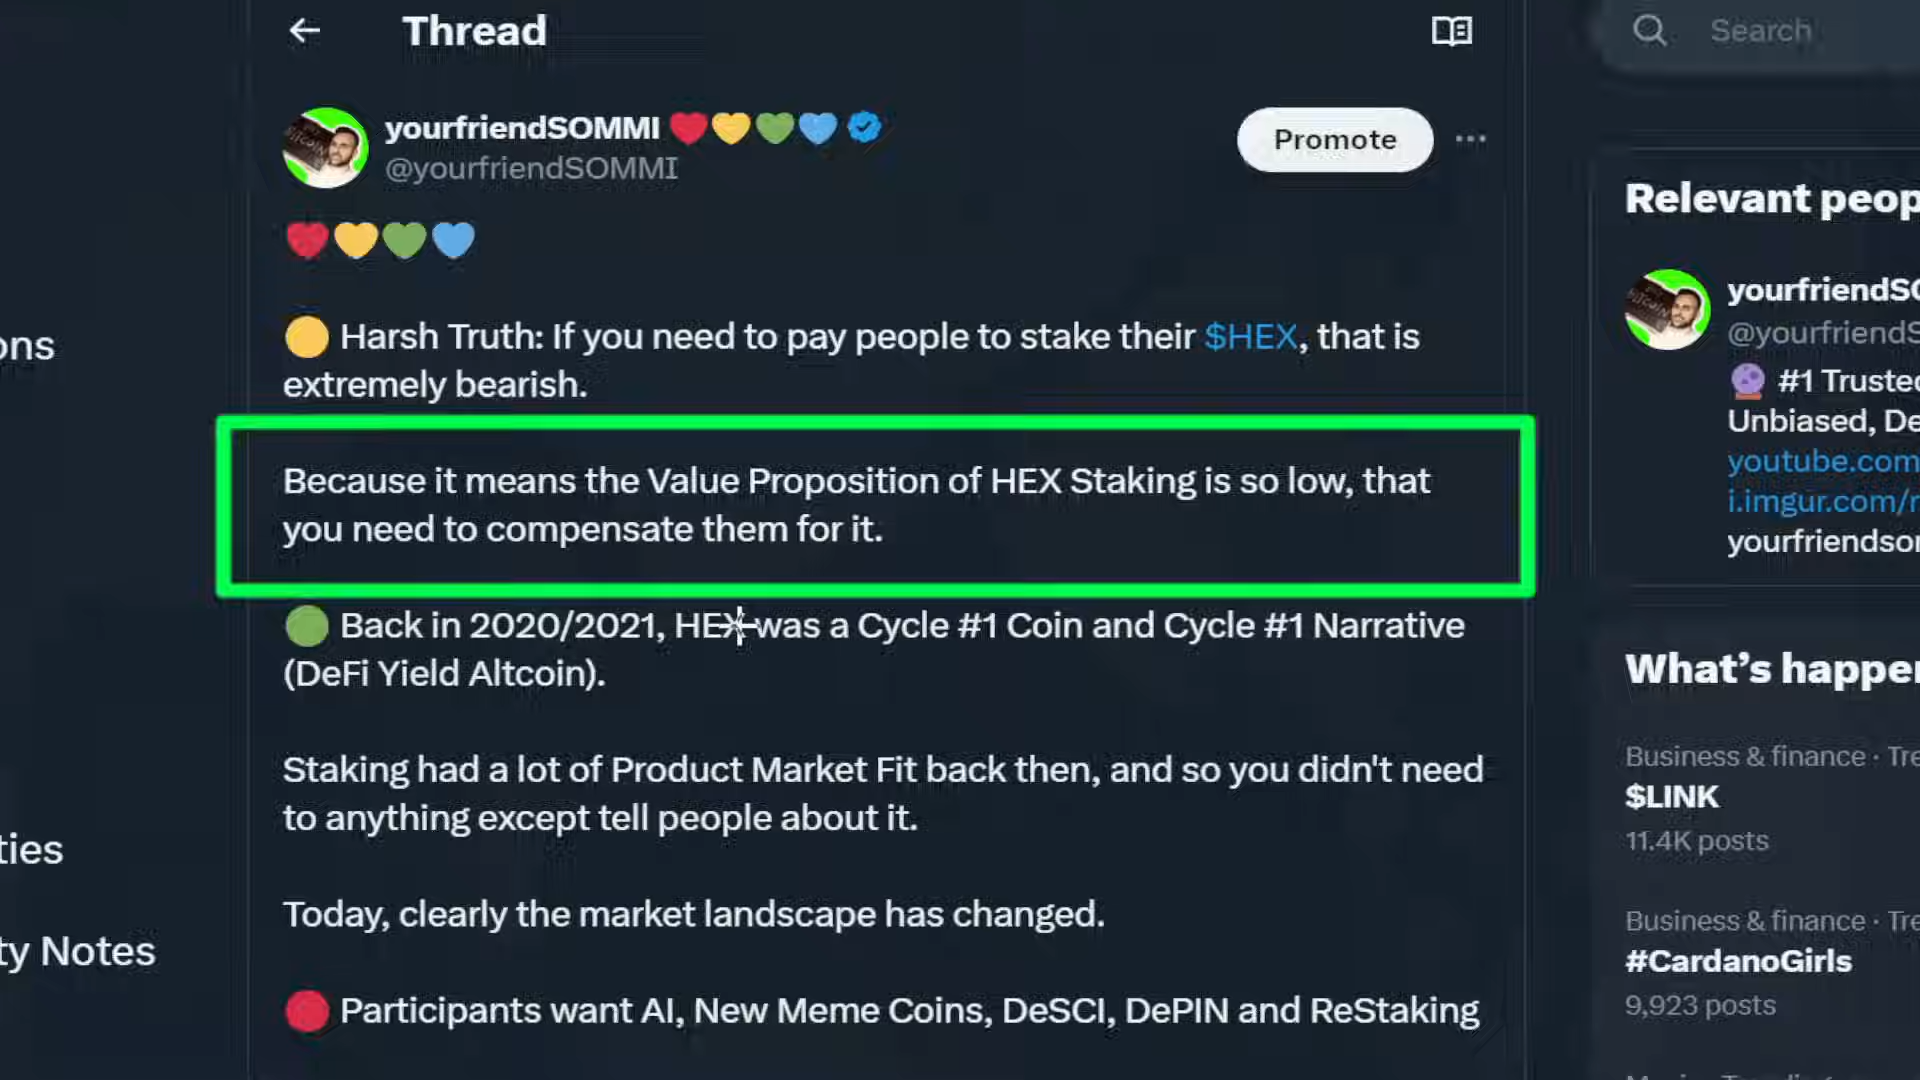 Thread
Search
yourfriendSOMMI
@yourfriendSOMMI
Promote
Harsh Truth: If you need to pay people to stake their $HEX, that is
extremely bearish.
Because it means the Value Proposition of HEX Staking is so low, that
you need to compensate them for it.
Back in 2020/2021, HEX was a Cycle #1 Coin and Cycle #1 Narrative
(DeFi Yield Altcoin).
Staking had a lot of Product Market Fit back then, and so you didn't need
to anything except tell people about it.
Today, clearly the market landscape has changed.
Participants want AI, New Meme Coins, DeSCI, DePIN and ReStaking
ons
ties
ty Notes
Relevant peop
yourfriendSO
@yourfriendS
#1 Trusted
Unbiased, De
youtube.com
i.imgur.com/r
yourfriendsor
What's happen
Business & finance · Tre
$LINK
11.4K posts
Business & finance · Tre
#CardanoGirls
9,923 posts